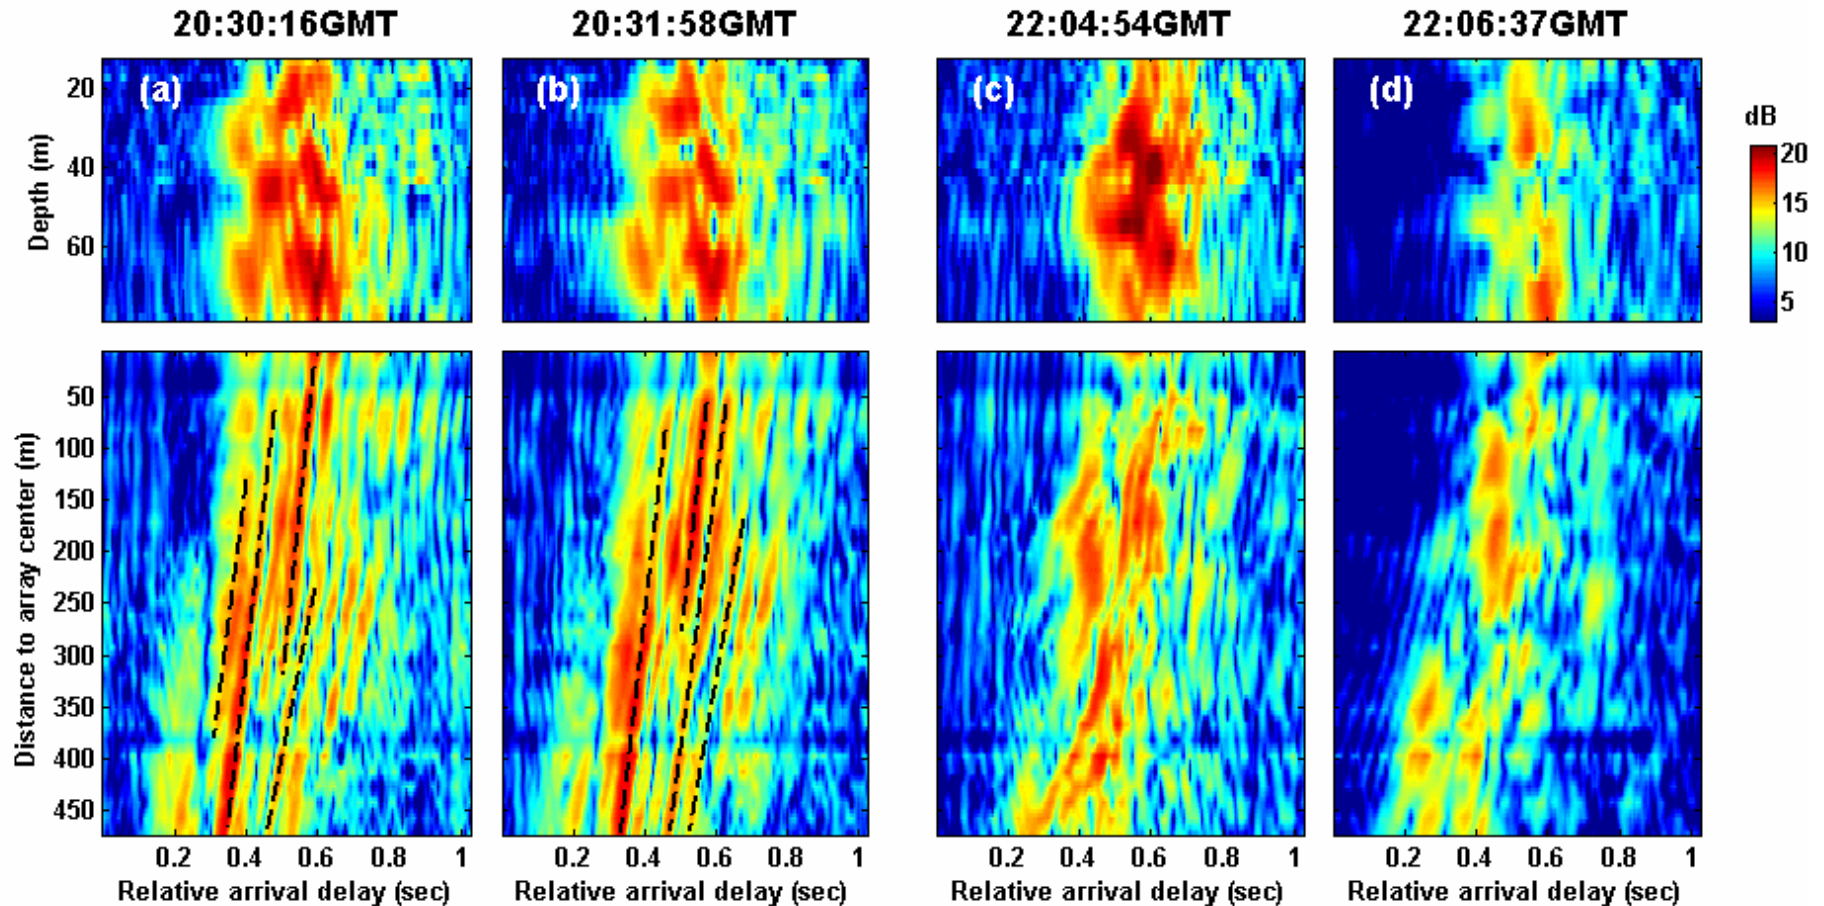 20:30:16GMT 20:31:58GMT 22:04:54GMT 22:06:37GMT
(a) (b) (c) (d)
dB
20
15
10
5
Depth (m)
20
40
60
Distance to array center (m)
50
100
150
200
250
300
350
400
450
0.2 0.4 0.6 0.8 1 0.2 0.4 0.6 0.8 1 0.2 0.4 0.6 0.8 1 0.2 0.4 0.6 0.8 1
Relative arrival delay (sec) Relative arrival delay (sec) Relative arrival delay (sec) Relative arrival delay (sec)